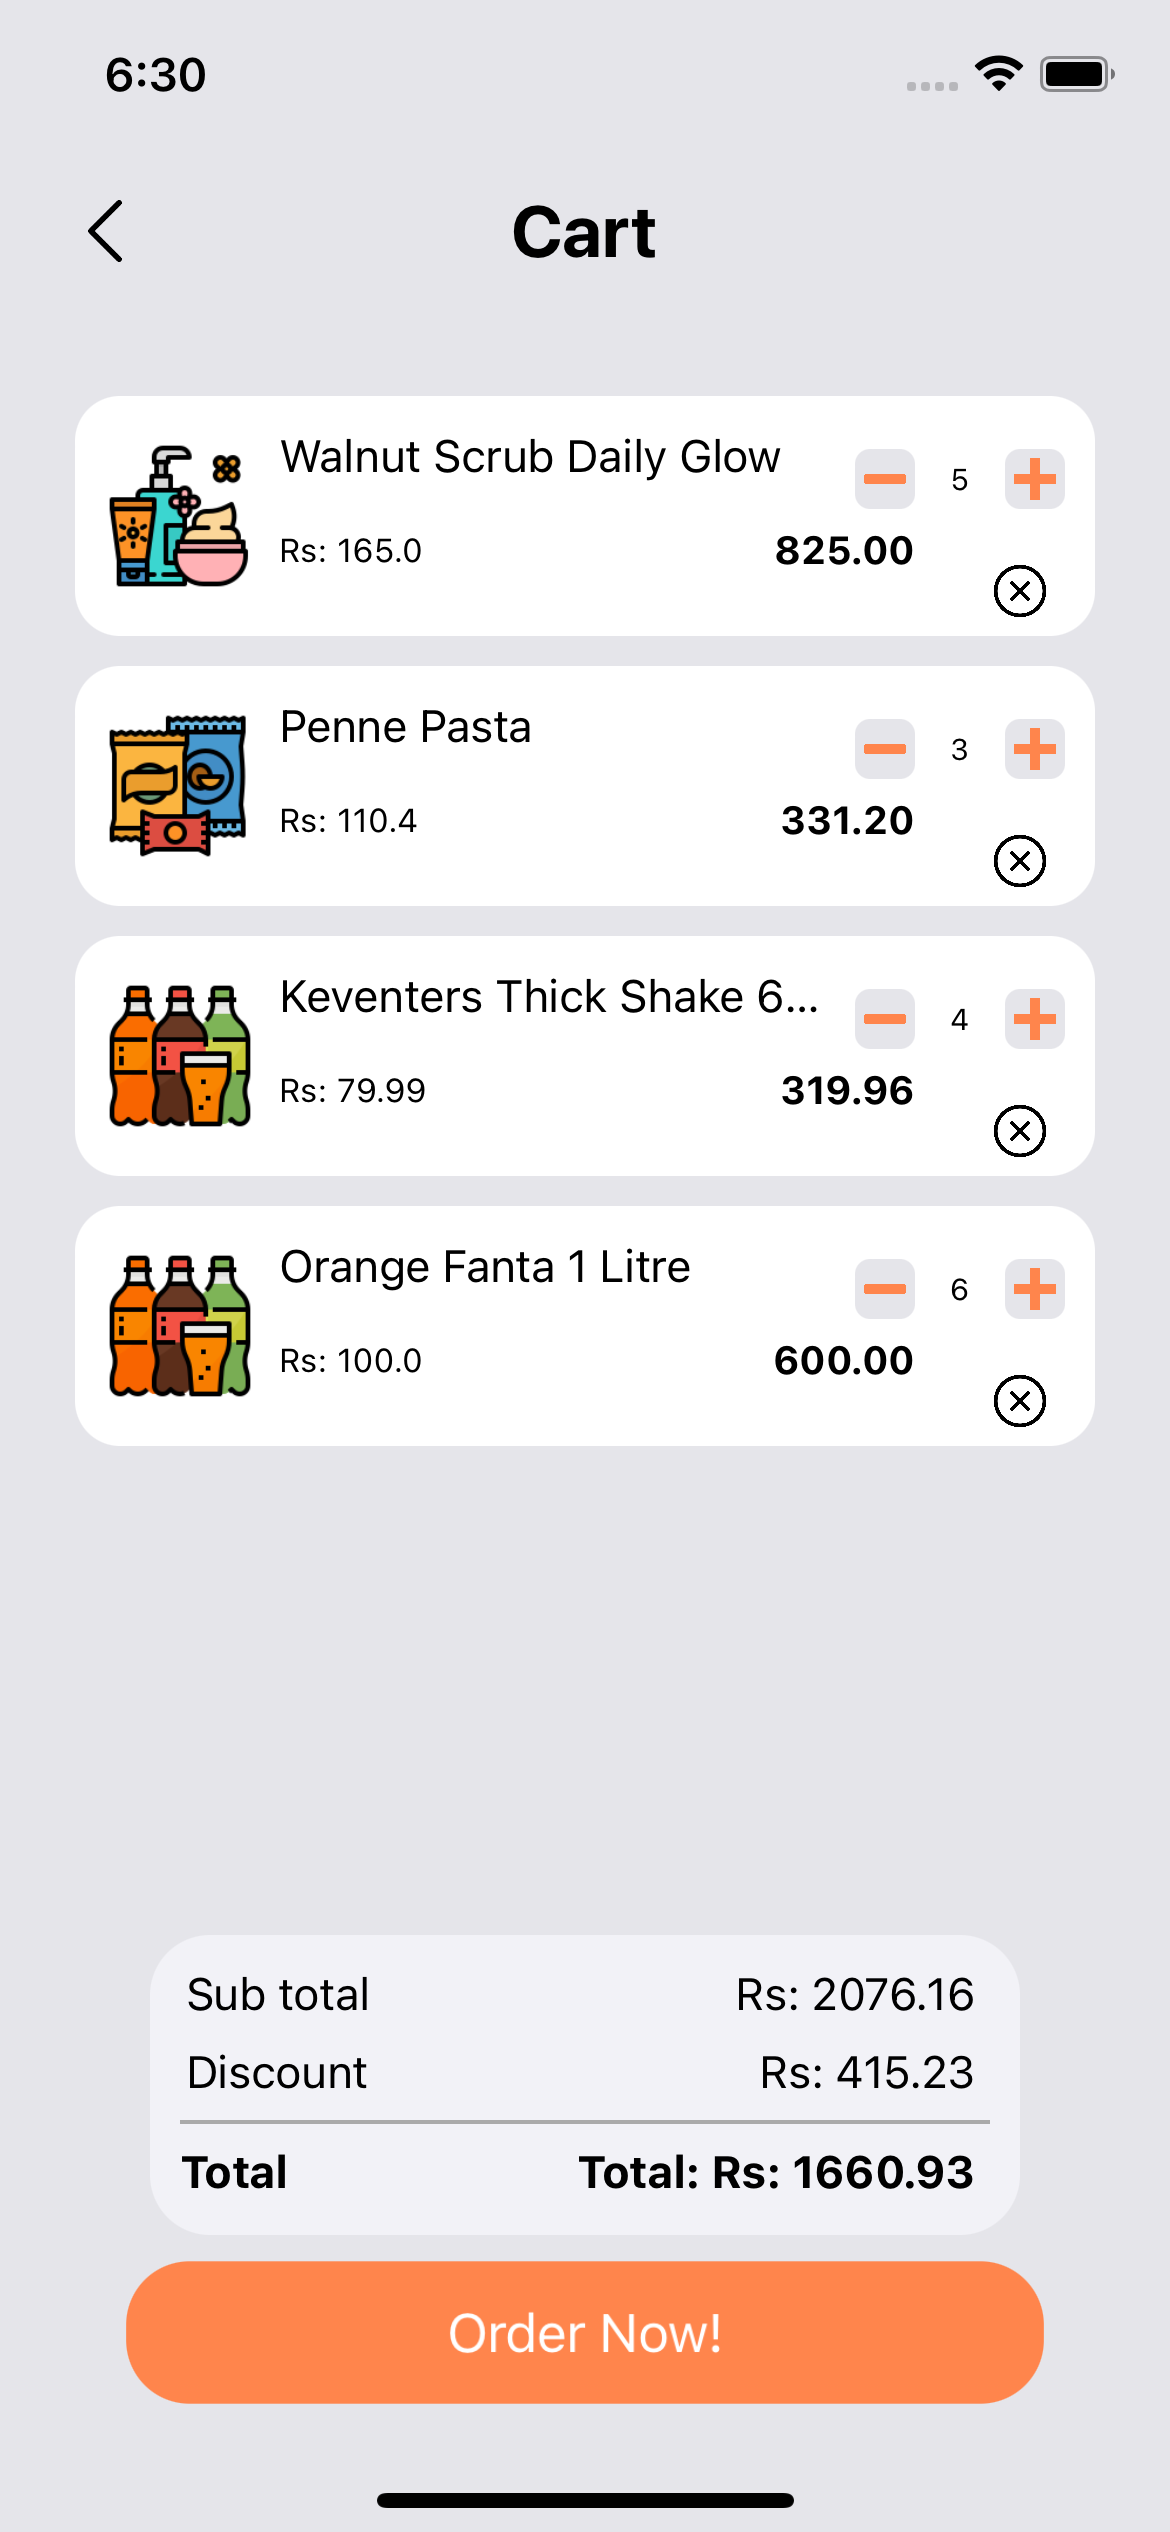 6:30
Cart
Walnut Scrub Daily Glow
5
Rs: 165.0
825.00
Penne Pasta
3
Rs: 110.4
331.20
Keventers Thick Shake 6...
4
Rs: 79.99
319.96
Orange Fanta 1 Litre
6
Rs: 100.0
600.00
Sub total Rs: 2076.16
Discount Rs: 415.23
Total Total: Rs: 1660.93
Order Now!